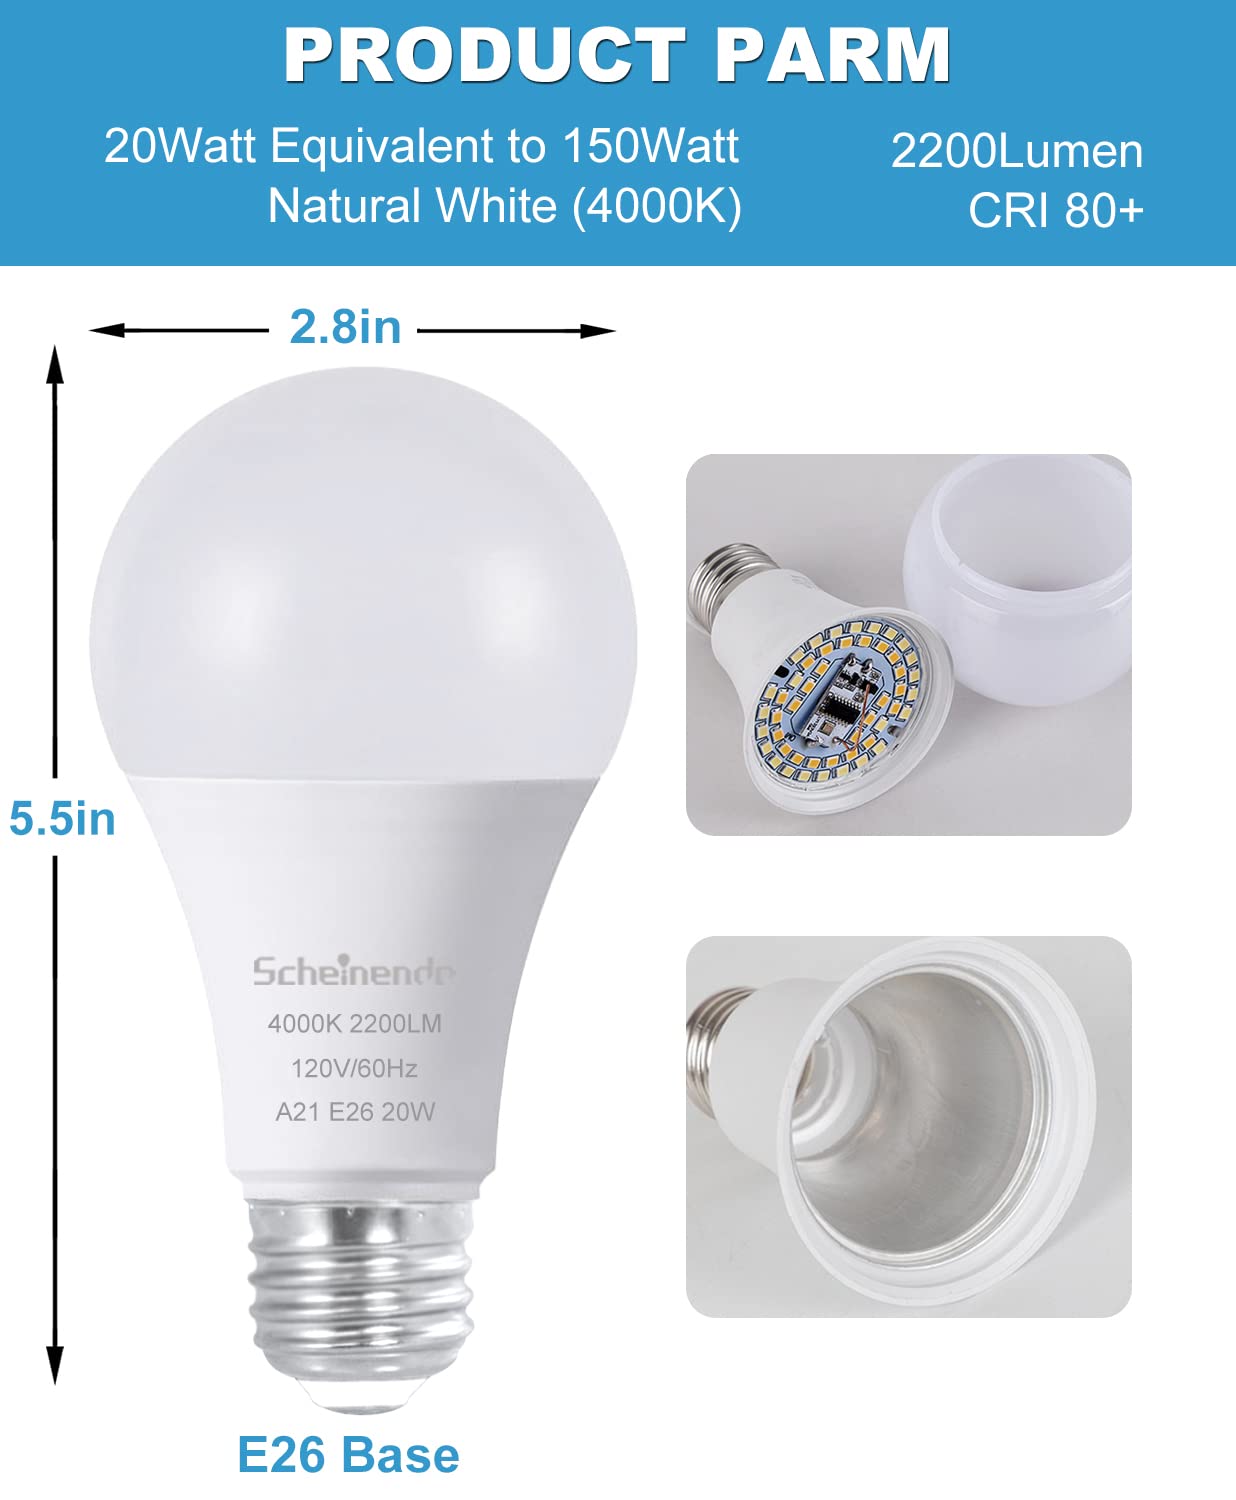 PRODUCT PARM
20Watt Equivalent to 150Watt
Natural White (4000K)
2200Lumen
CRI 80+
2.8in
5.5in
Scheinende
4000K 2200LM
120V/60Hz
A21 E26 20W
E26 Base